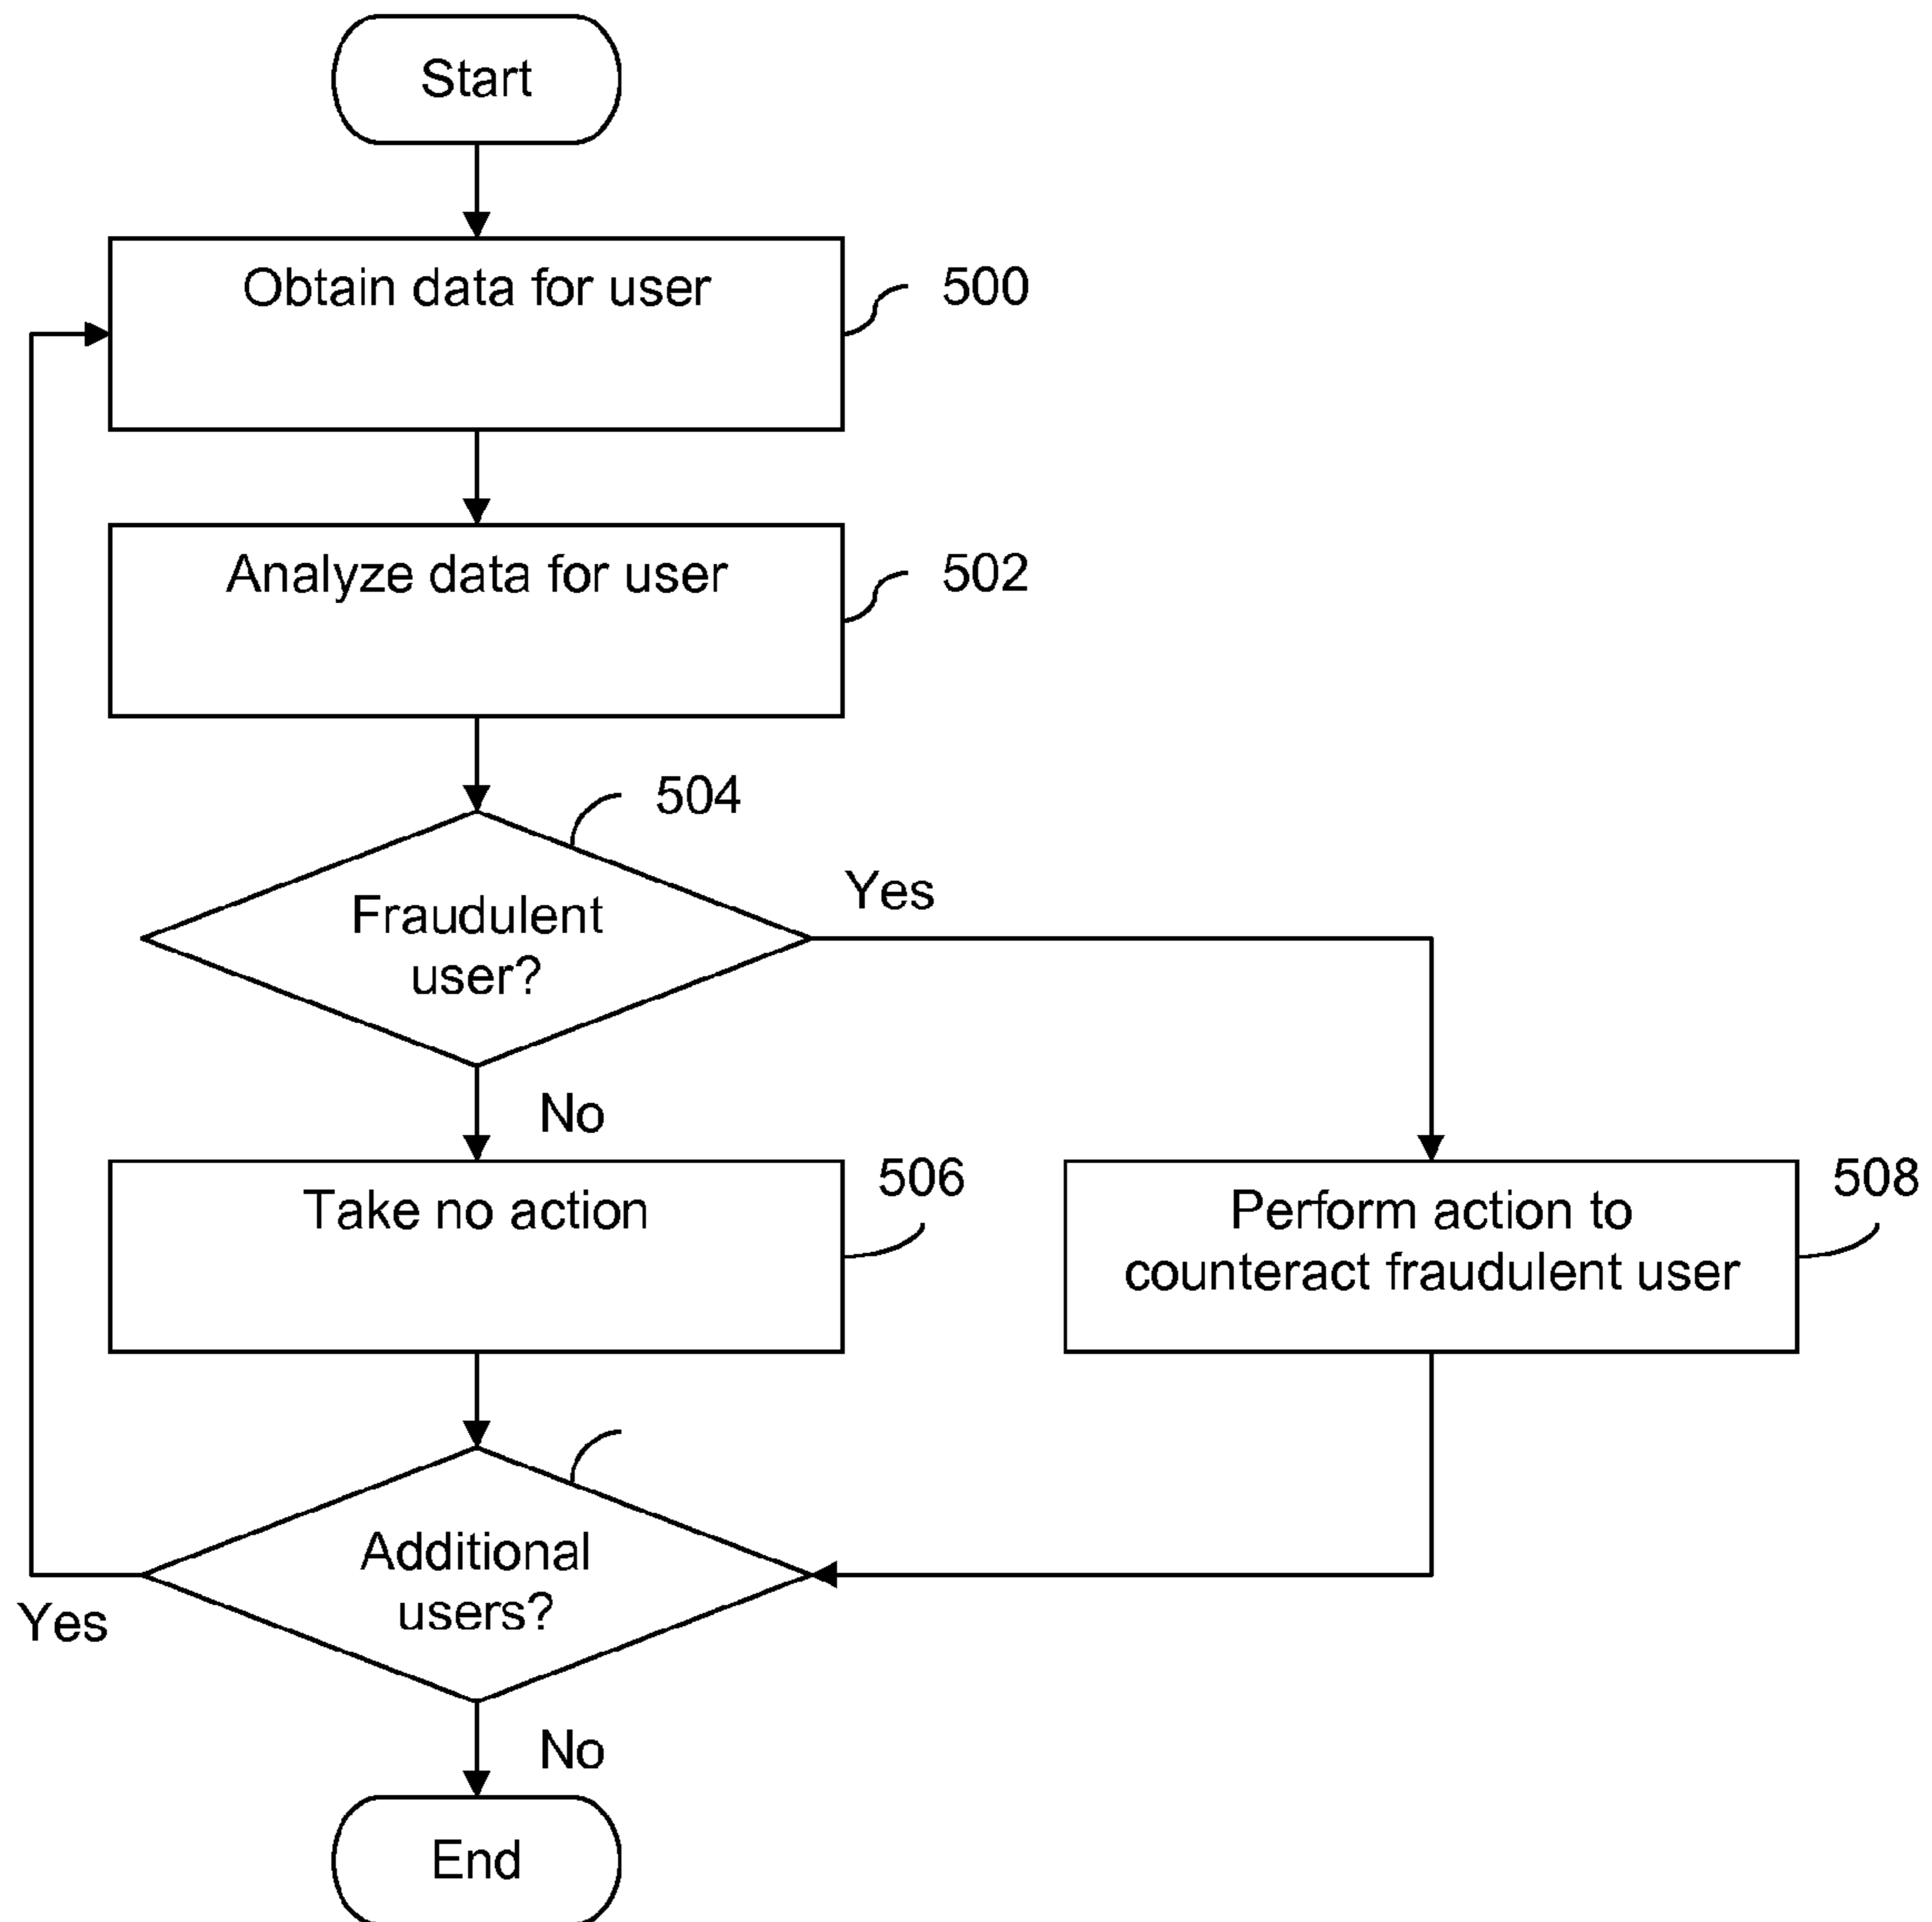 Start
Obtain data for user
500
Analyze data for user
502
504
Fraudulent
user?
Yes
No
Take no action
506
Perform action to
counteract fraudulent user
508
Additional
users?
Yes
No
End